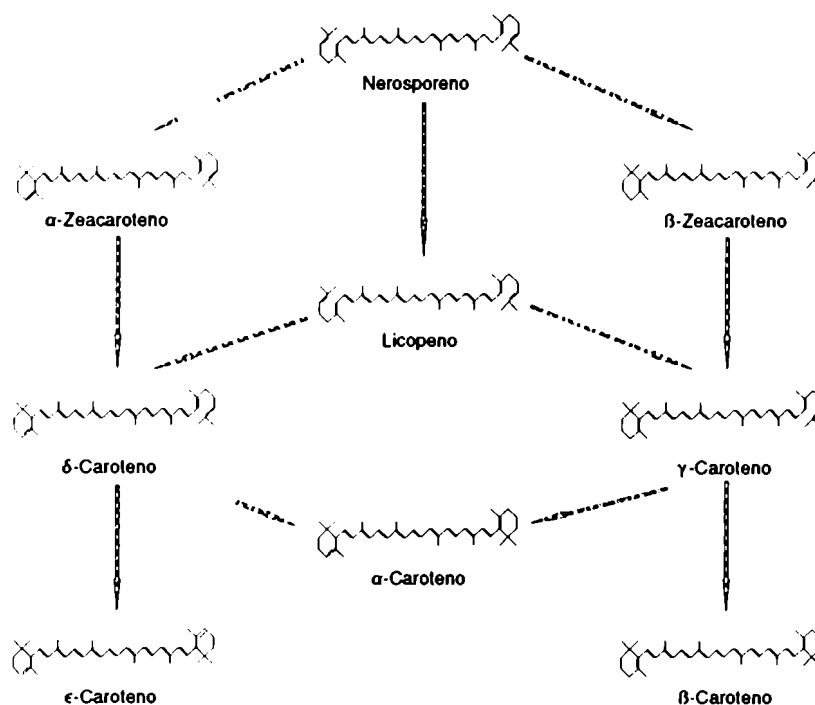 Nerosporeno
α-Zeacaroteno
ß-Zeacaroteno
Licopeno
δ-Caroteno
γ-Caroteno
α-Caroteno
ϵ-Caroteno
ß-Caroteno